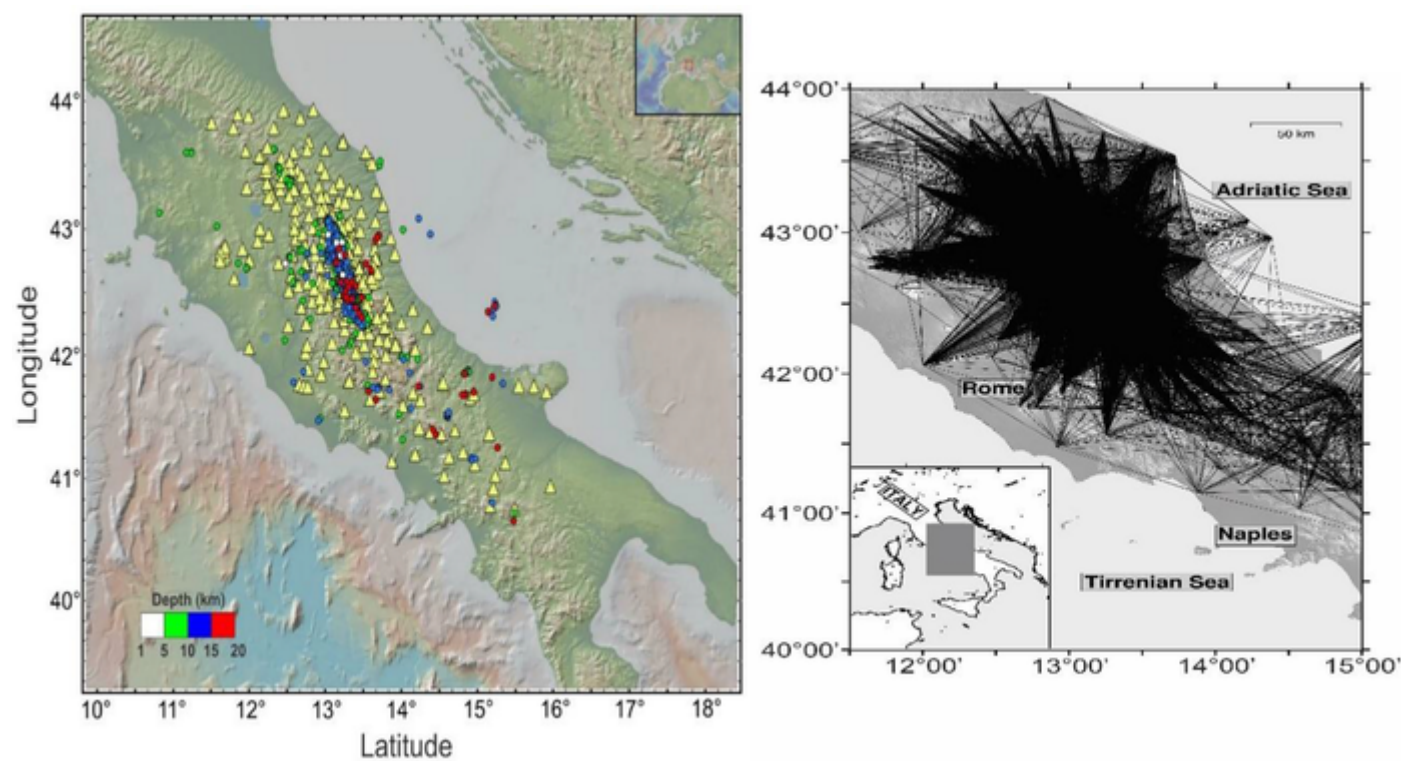 44°
43°
42°
41°
40°
Longitude
Depth (km)
1 5 10 15 20
10° 11° 12° 13° 14° 15° 16° 17° 18°
Latitude
44°00'
43°00'
42°00'
41°00'
40°00'
50 km
Adriatic Sea
Rome
ITALY
Naples
Tirrenian Sea
12°00' 13°00' 14°00' 15°00'